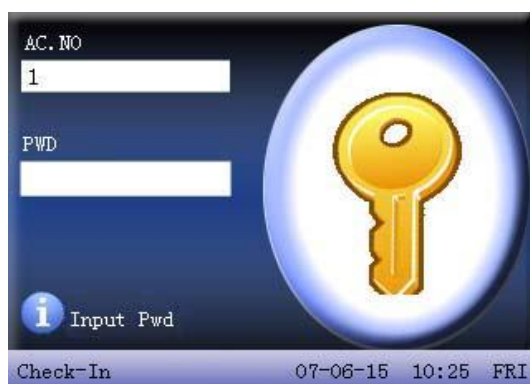 AC.NO
1
PWD
i Input Pwd
Check-In 07-06-15 10:25 FRI